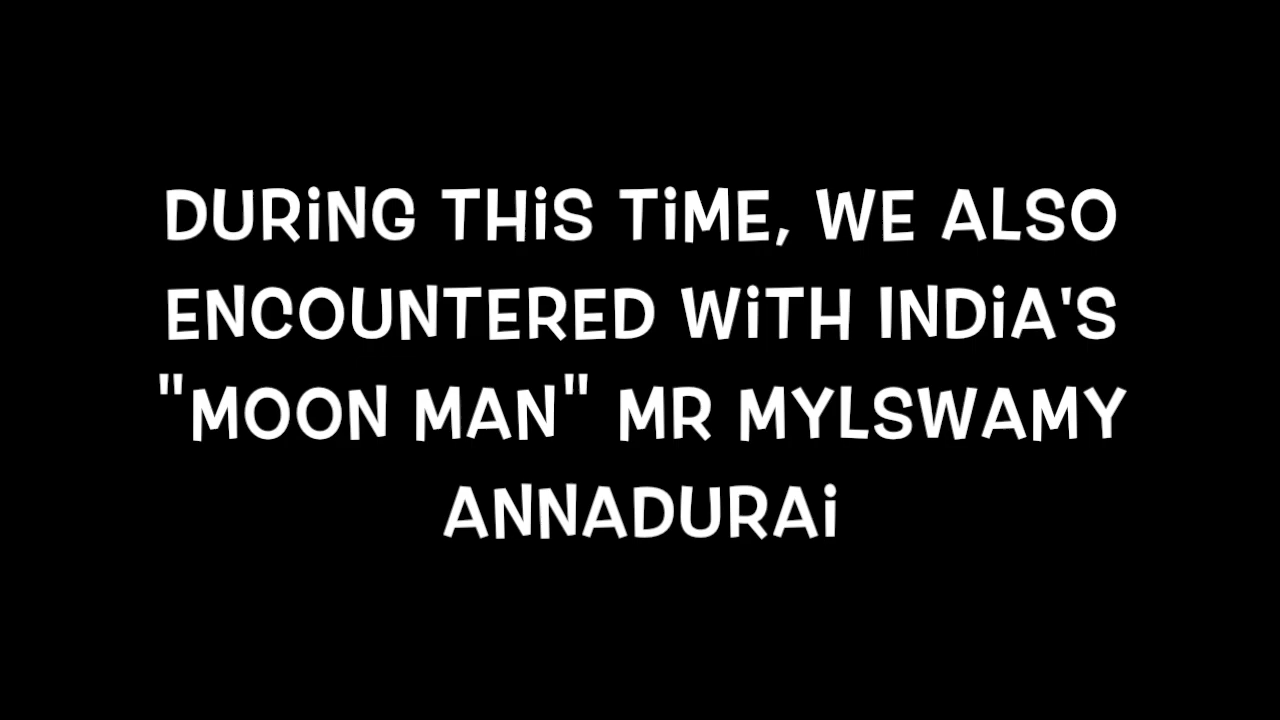 DURiNG THiS TiME, WE ALSO
ENCOUNTERED WiTH INDiA'S
"MOON MAN" MR MYLSWAMY
ANNADURAi